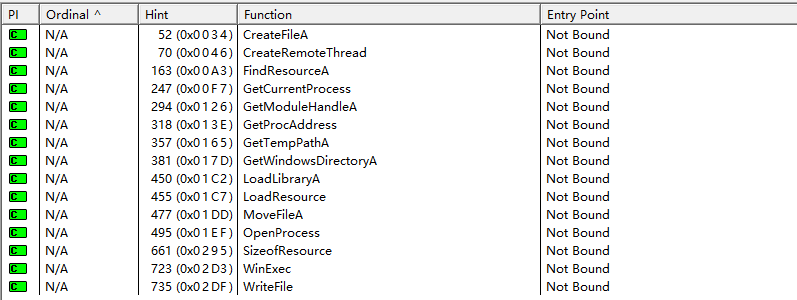 PI Ordinal ^ Hint Function Entry Point
C N/A 52 (0x0034) CreateFileA Not Bound
C N/A 70 (0x0046) CreateRemoteThread Not Bound
C N/A 163 (0x00A3) FindResourceA Not Bound
C N/A 247 (0x00F7) GetCurrentProcess Not Bound
C N/A 294 (0x0126) GetModuleHandleA Not Bound
C N/A 318 (0x013E) GetProcAddress Not Bound
C N/A 357 (0x0165) GetTempPathA Not Bound
C N/A 381 (0x017D) GetWindowsDirectoryA Not Bound
C N/A 450 (0x01C2) LoadLibraryA Not Bound
C N/A 455 (0x01C7) LoadResource Not Bound
C N/A 477 (0x01DD) MoveFileA Not Bound
C N/A 495 (0x01EF) OpenProcess Not Bound
C N/A 661 (0x0295) SizeofResource Not Bound
C N/A 723 (0x02D3) WinExec Not Bound
C N/A 735 (0x02DF) WriteFile Not Bound